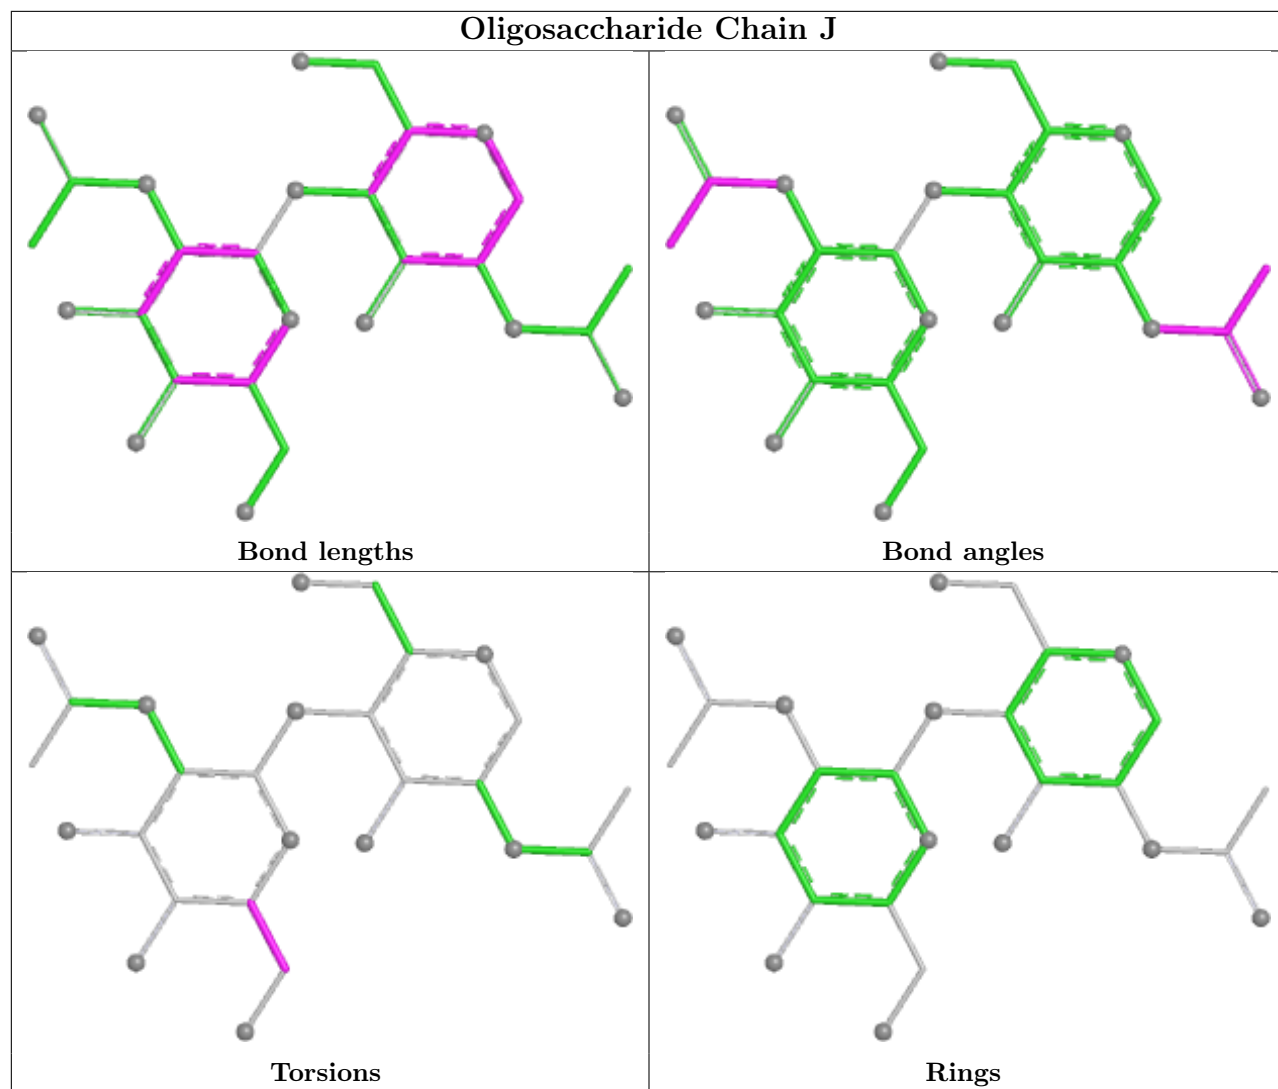 Oligosaccharide Chain J
Bond lengths
Bond angles
Torsions
Rings